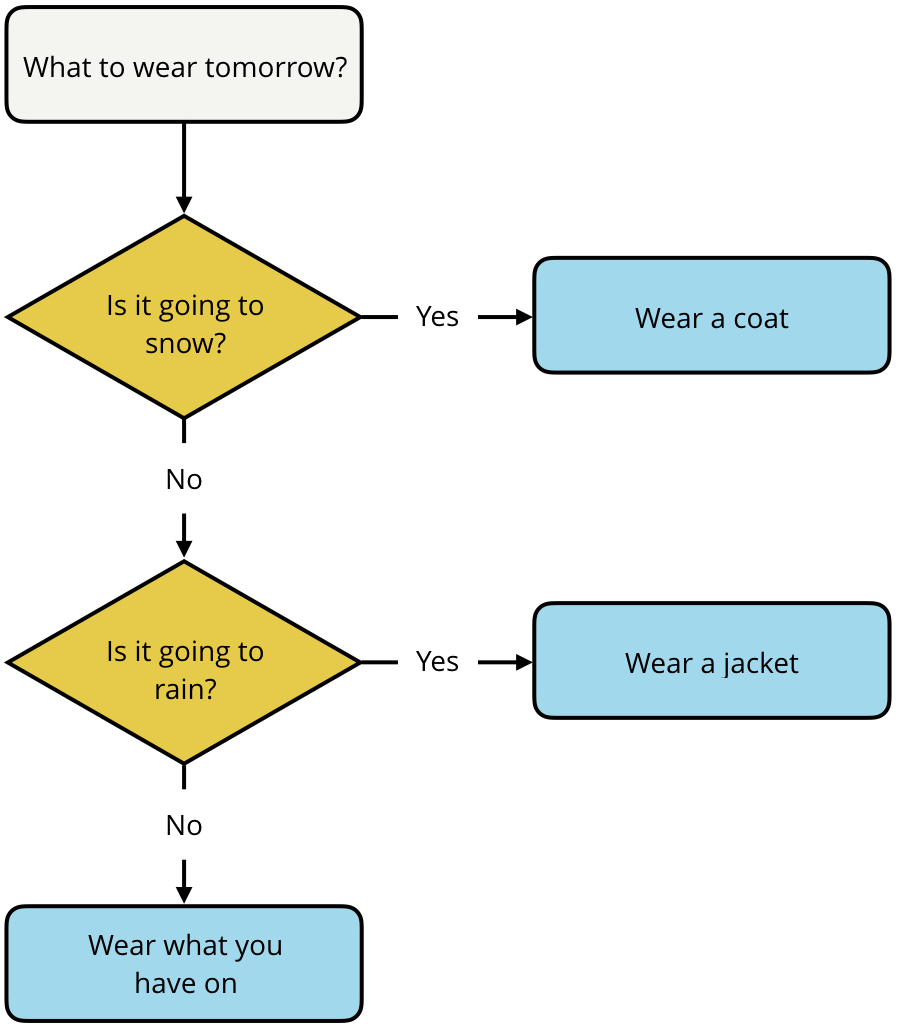 What to wear tomorrow?
Is it going to
snow?
Yes
Wear a coat
No
Is it going to
rain?
Yes
Wear a jacket
No
Wear what you
have on